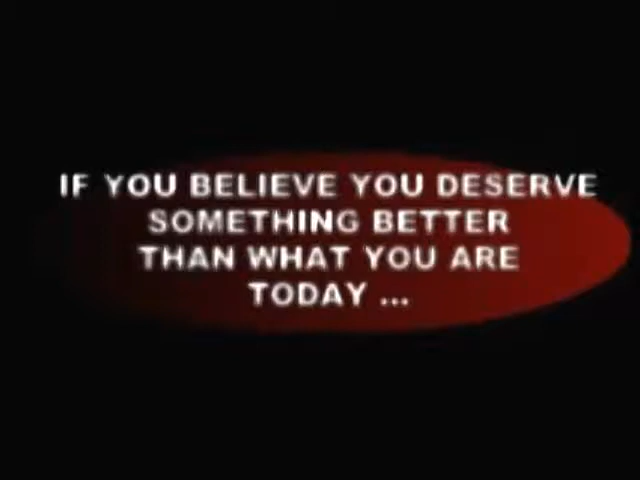 IF YOU BELIEVE YOU DESERVE
SOMETHING BETTER
THAN WHAT YOU ARE
TODAY ...